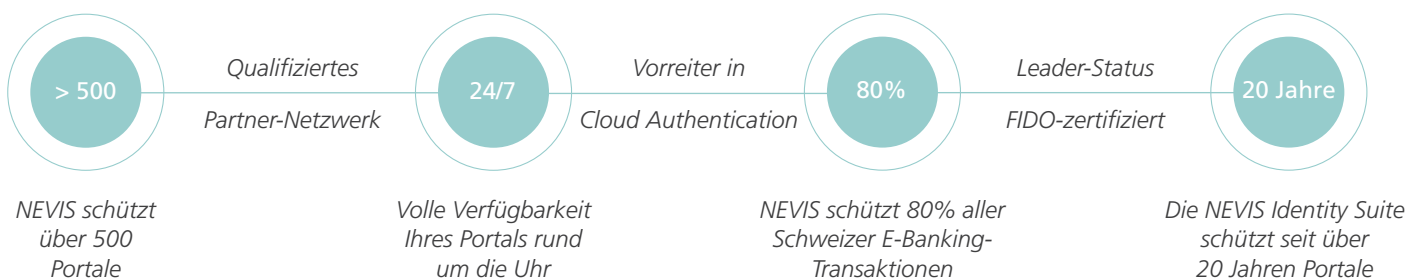 > 500
Qualifiziertes
Partner-Netzwerk
24/7
Vorreiter in
Cloud Authentication
80%
Leader-Status
FIDO-zertifiziert
20 Jahre
NEVIS schützt
über 500
Portale
Volle Verfügbarkeit
Ihres Portals rund
um die Uhr
NEVIS schützt 80% aller
Schweizer E-Banking-
Transaktionen
Die NEVIS Identity Suite
schützt seit über
20 Jahren Portale